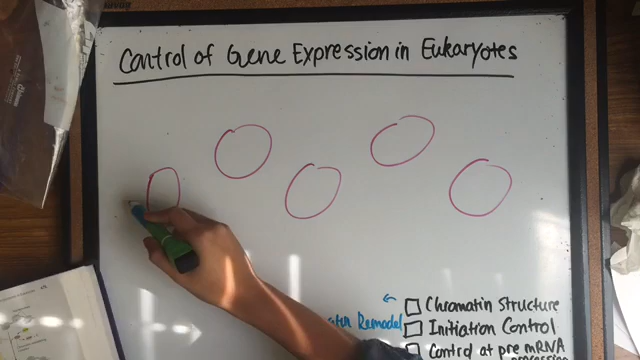 Control of Gene Expression in Eukaryotes
Chromatin Structure
Remodel
Initiation Control
Control at pre mRNA